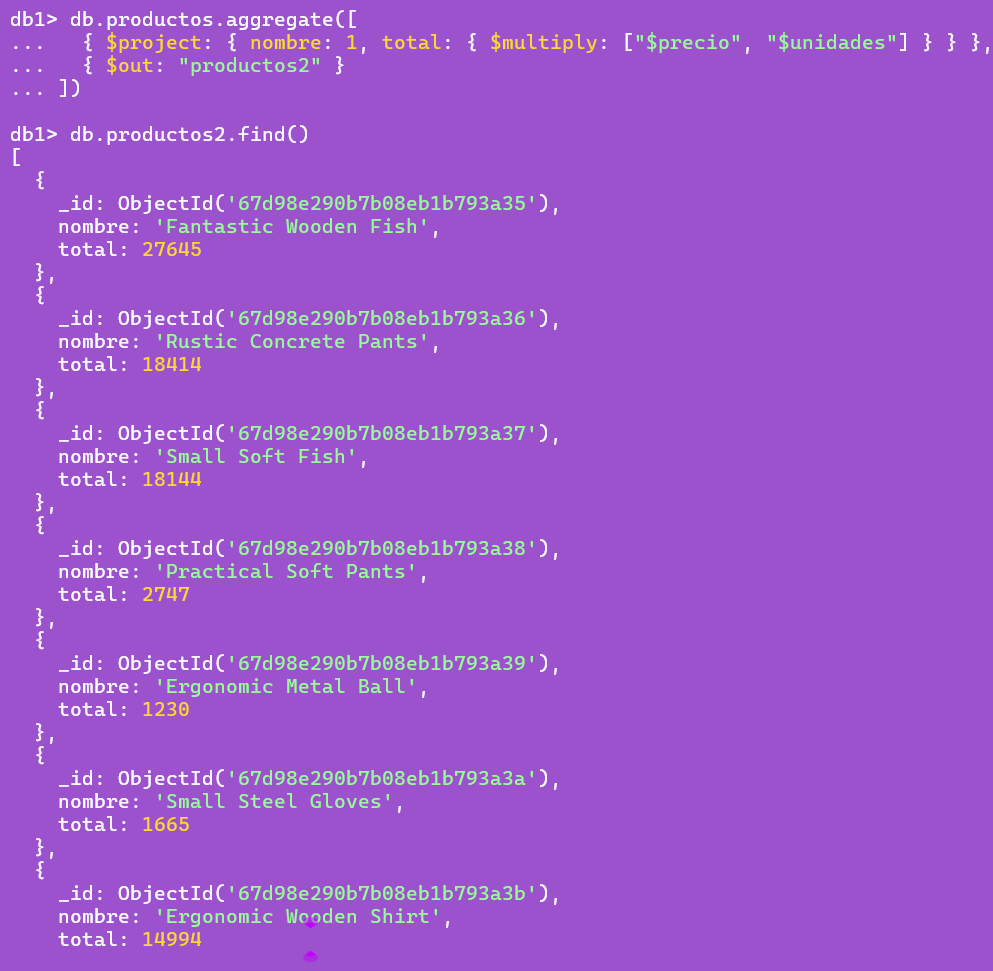 db1> db.productos.aggregate([
...   { $project: { nombre: 1, total: { $multiply: ["$precio", "$unidades"] } } },
...   { $out: "productos2" }
... ])
db1> db.productos2.find()
[
  {
    _id: ObjectId('67d98e290b7b08eb1b793a35'),
    nombre: 'Fantastic Wooden Fish',
    total: 27645
  },
  {
    _id: ObjectId('67d98e290b7b08eb1b793a36'),
    nombre: 'Rustic Concrete Pants',
    total: 18414
  },
  {
    _id: ObjectId('67d98e290b7b08eb1b793a37'),
    nombre: 'Small Soft Fish',
    total: 18144
  },
  {
    _id: ObjectId('67d98e290b7b08eb1b793a38'),
    nombre: 'Practical Soft Pants',
    total: 2747
  },
  {
    _id: ObjectId('67d98e290b7b08eb1b793a39'),
    nombre: 'Ergonomic Metal Ball',
    total: 1230
  },
  {
    _id: ObjectId('67d98e290b7b08eb1b793a3a'),
    nombre: 'Small Steel Gloves',
    total: 1665
  },
  {
    _id: ObjectId('67d98e290b7b08eb1b793a3b'),
    nombre: 'Ergonomic Wooden Shirt',
    total: 14994